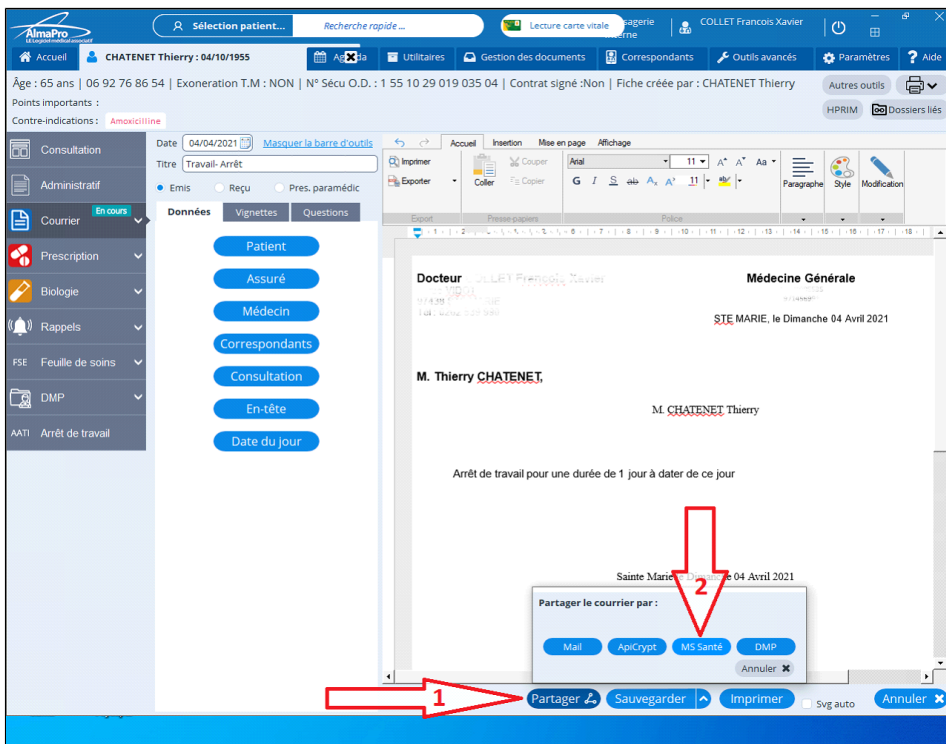 AlmaPro
Sélection patient...
Recherche rapide ...
Lecture carte vitale
COLLET Francois Xavier
Accueil
CHATENET Thierry : 04/10/1955
Utilitaires
Gestion des documents
Correspondants
Outils avancés
Paramètres
? Aide
Âge : 65 ans | 06 92 76 86 54 | Exoneration T.M : NON | N° Sécu O.D. : 1 55 10 29 019 035 04 | Contrat signé :Non | Fiche créée par : CHATENET Thierry
Autres outils
Points important​s :
Contre-indications : Amoxicilline
HPRIM
Dossiers liés
Consultation
Administratif
Courrier
En cours
Prescription
Biologie
Rappels
FSE Feuille de soins
DMP
AATI Arrêt de travail
Date 04/04/2021 Masquer la barre d'outils
Titre Travail- Arrêt
Emis Reçu Pres. paramédic
Données Vignettes Questions
Patient
Assuré
Médecin
Correspondants
Consultation
En-tête
Date du jour
Accueil Insertion Mise en page Affichage
Imprimer
Exporter
Coller
Couper
Copier
Arial 11
G I S ab
Paragraphe
Style
Modification
Export
Presse-papiers
Police
Docteur
Médecine Générale
STE MARIE, le Dimanche 04 Avril 2021
M. Thierry CHATENET,
M. CHATENET Thierry
Arrêt de travail pour une durée de 1 jour à dater de ce jour
Sainte Marie 04 Avril 2021
2
Partager le courrier par :
Mail ApiCrypt MS Santé DMP
Annuler
1
Partager
Sauvegarder
Imprimer
Svg auto
Annuler